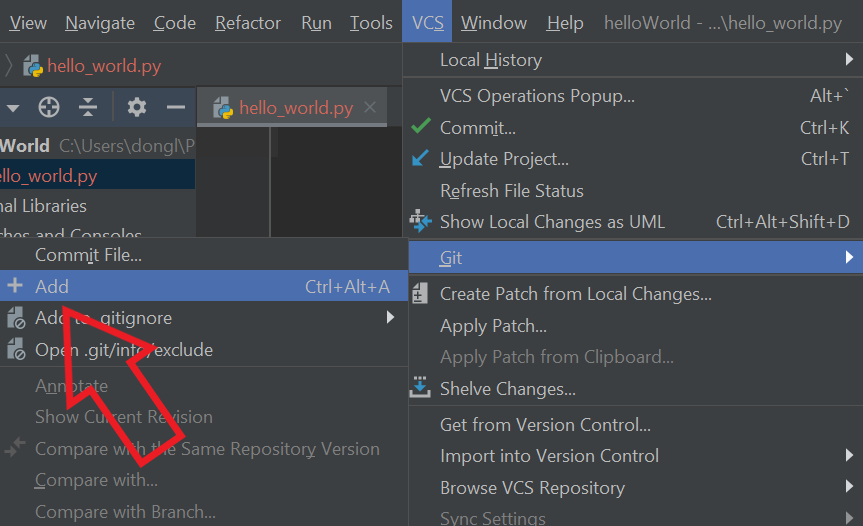 View Navigate Code Refactor Run Tools VCS Window Help helloWorld - ...\hello_world.py
hello_world.py
hello_world.py
World C:\Users\dongl\P
ello_world.py
nal Libraries
ches and Consoles
Local History
VCS Operations Popup... Alt+`
Commit... Ctrl+K
Update Project... Ctrl+T
Refresh File Status
Show Local Changes as UML Ctrl+Alt+Shift+D
Git
Create Patch from Local Changes...
Apply Patch...
Apply Patch from Clipboard...
Shelve Changes...
Get from Version Control...
Import into Version Control
Browse VCS Repository
Sync Settings
Commit File...
Add Ctrl+Alt+A
Add to .gitignore
Open .git/info/exclude
Annotate
Show Current Revision
Compare with the Same Repository Version
Compare with...
Compare with Branch...